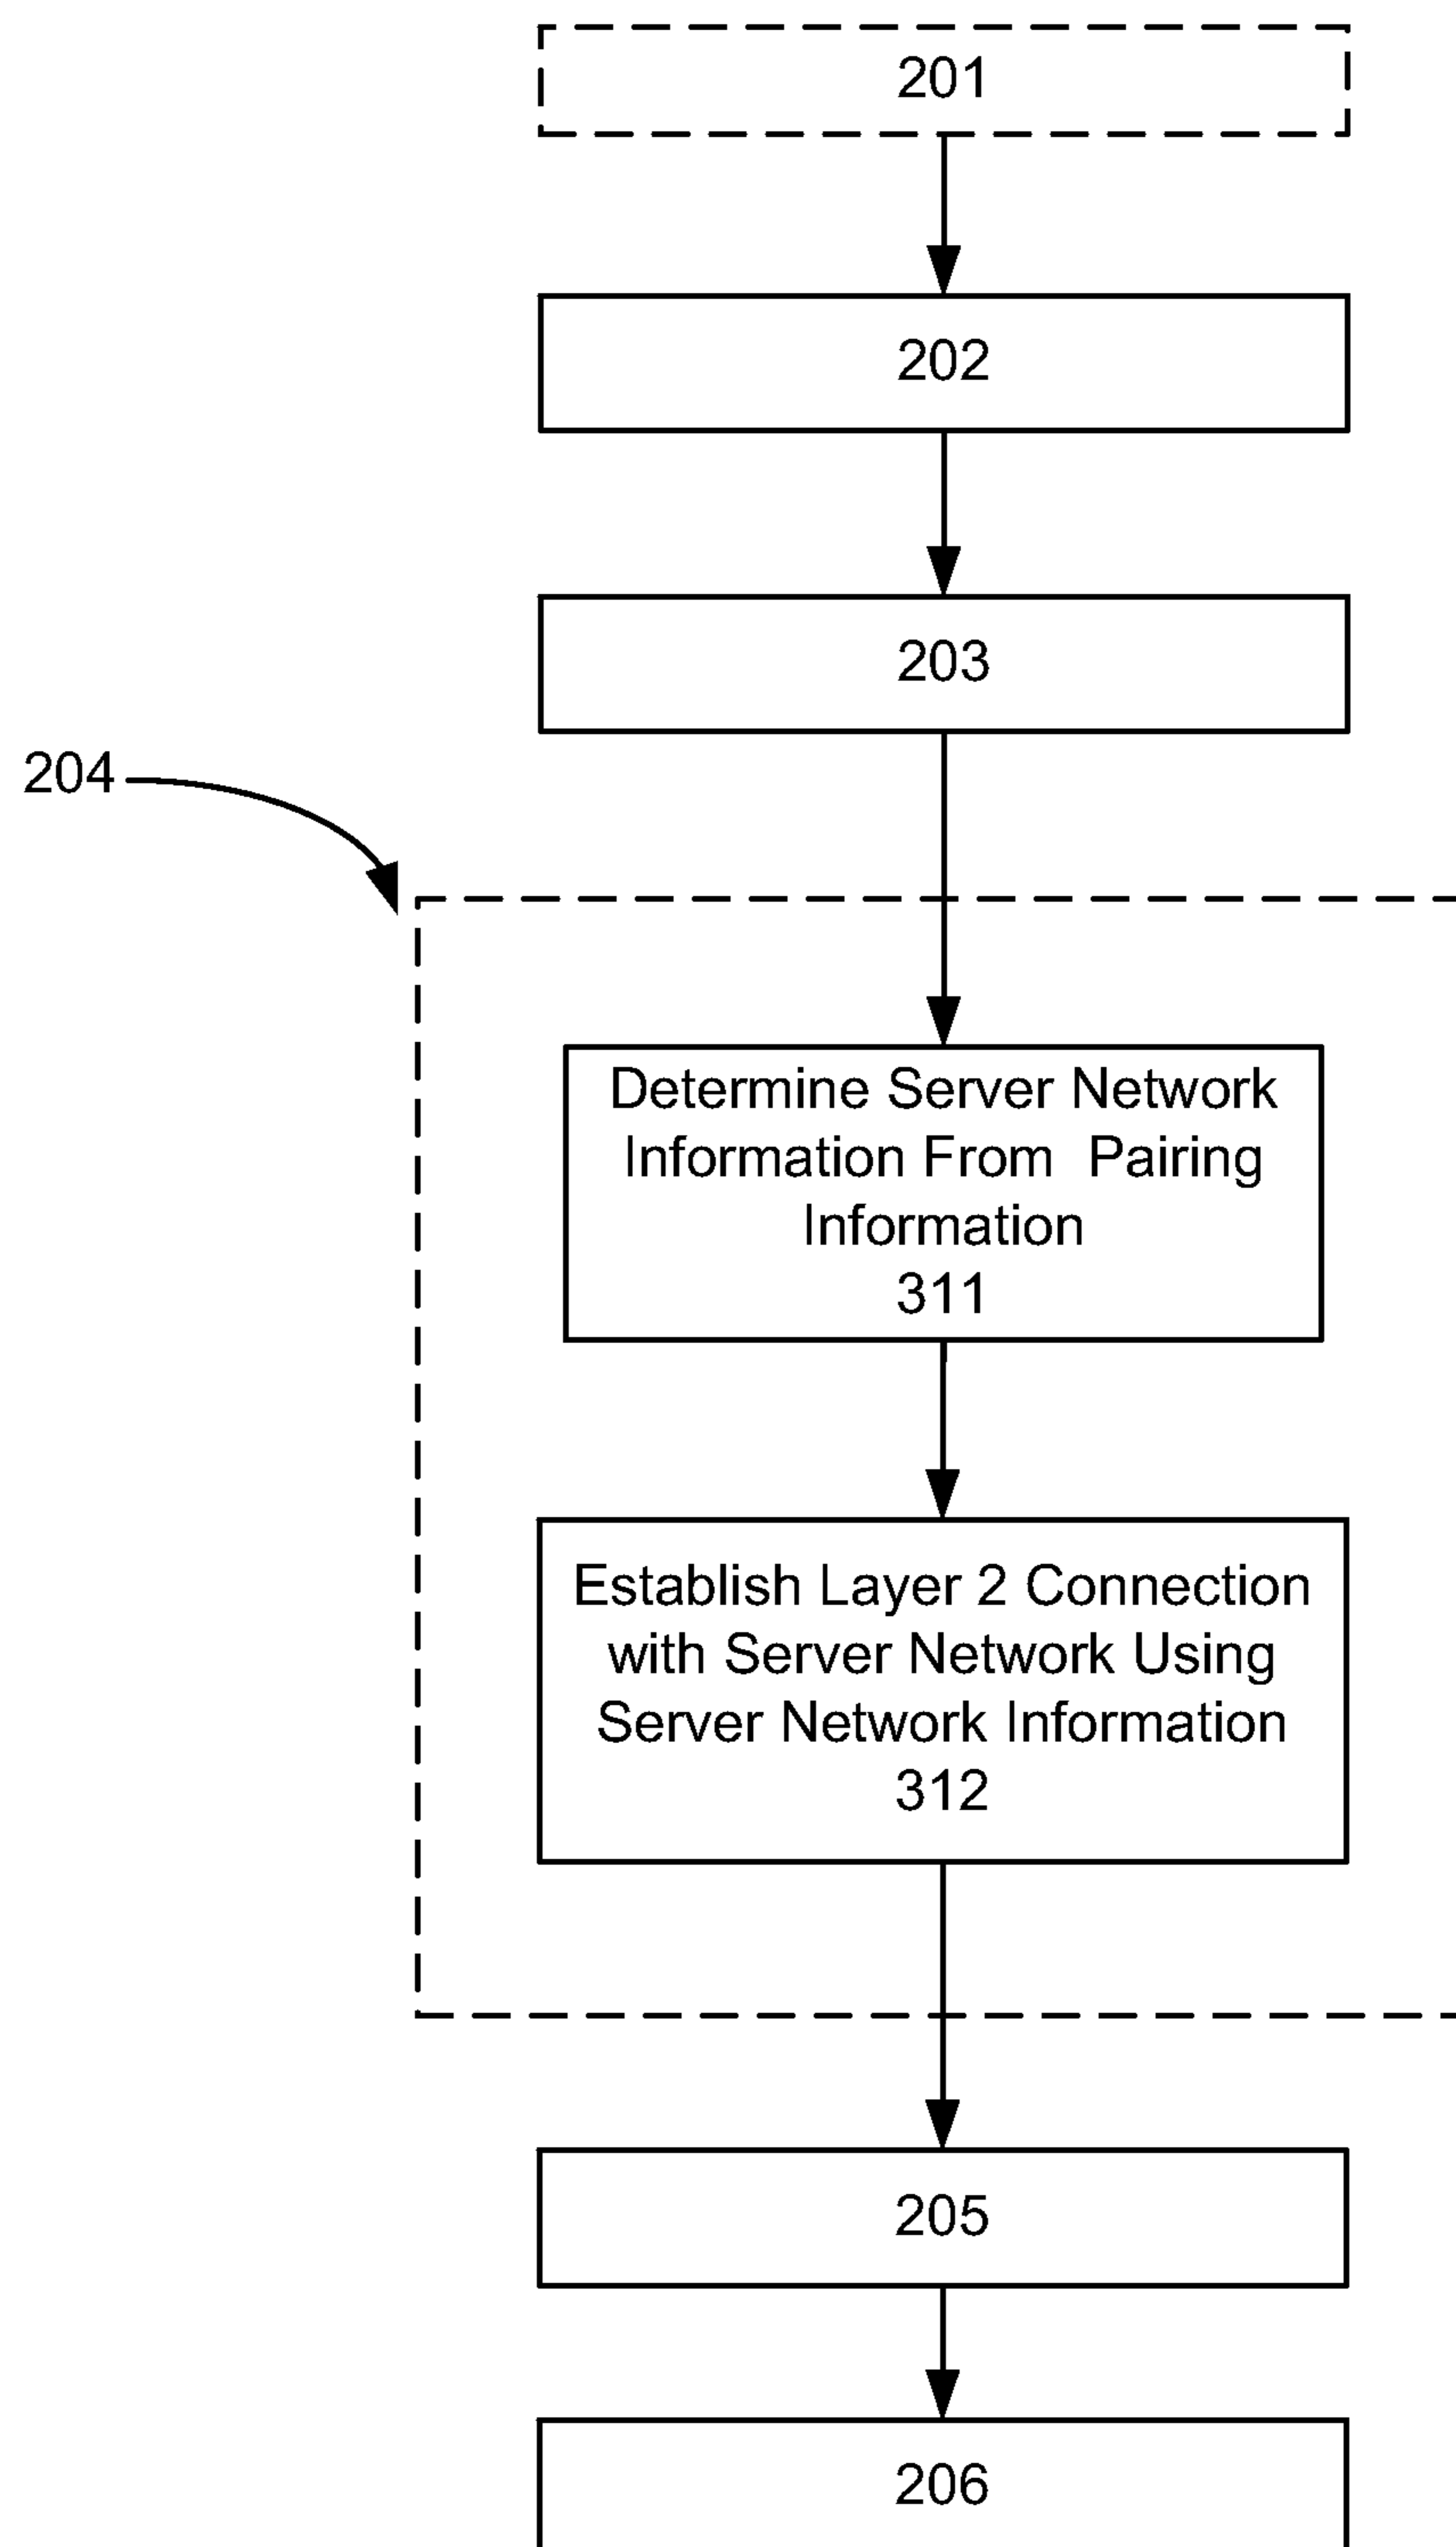 201
202
203
204
Determine Server Network
Information From Pairing
Information
311
Establish Layer 2 Connection
with Server Network Using
Server Network Information
312
205
206